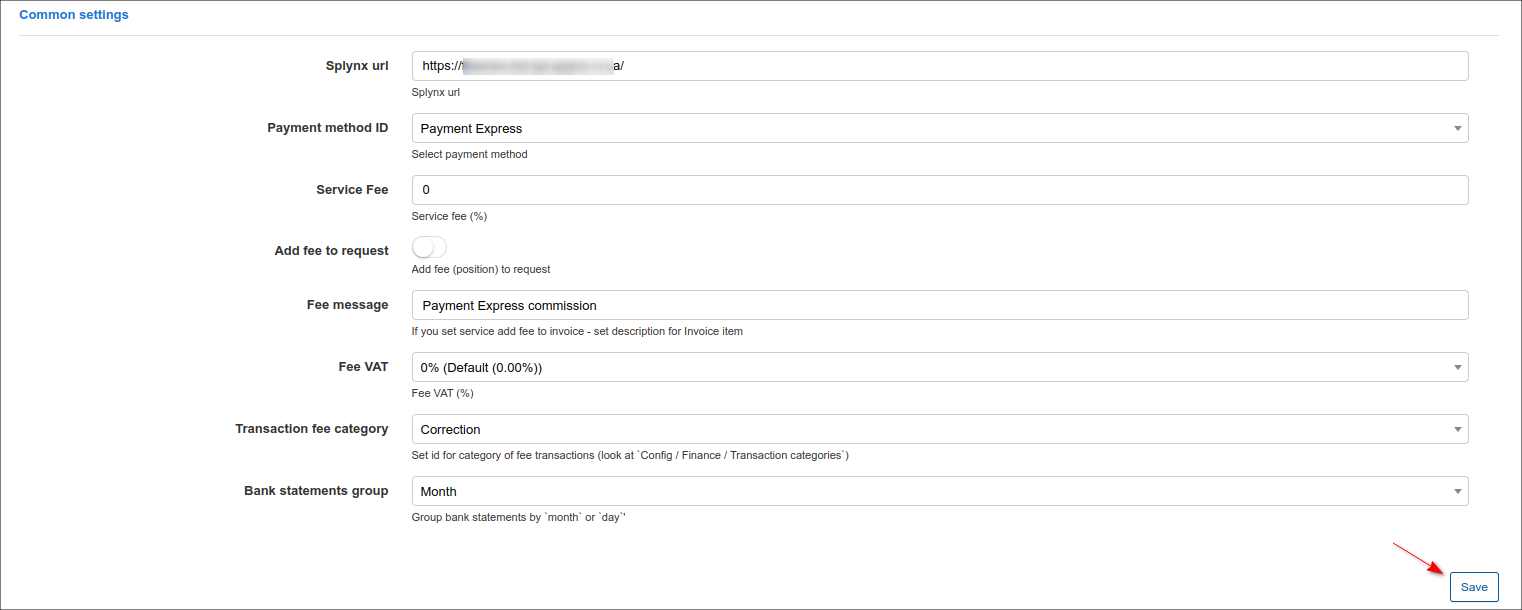 Common settings
Splynx url
https:// a/
Splynx url
Payment method ID
Payment Express
Select payment method
Service Fee
0
Service fee (%)
Add fee to request
Add fee (position) to request
Fee message
Payment Express commission
If you set service add fee to invoice - set description for Invoice item
Fee VAT
0% (Default (0.00%))
Fee VAT (%)
Transaction fee category
Correction
Set id for category of fee transactions (look at `Config / Finance / Transaction categories`)
Bank statements group
Month
Group bank statements by `month` or `day`'
Save